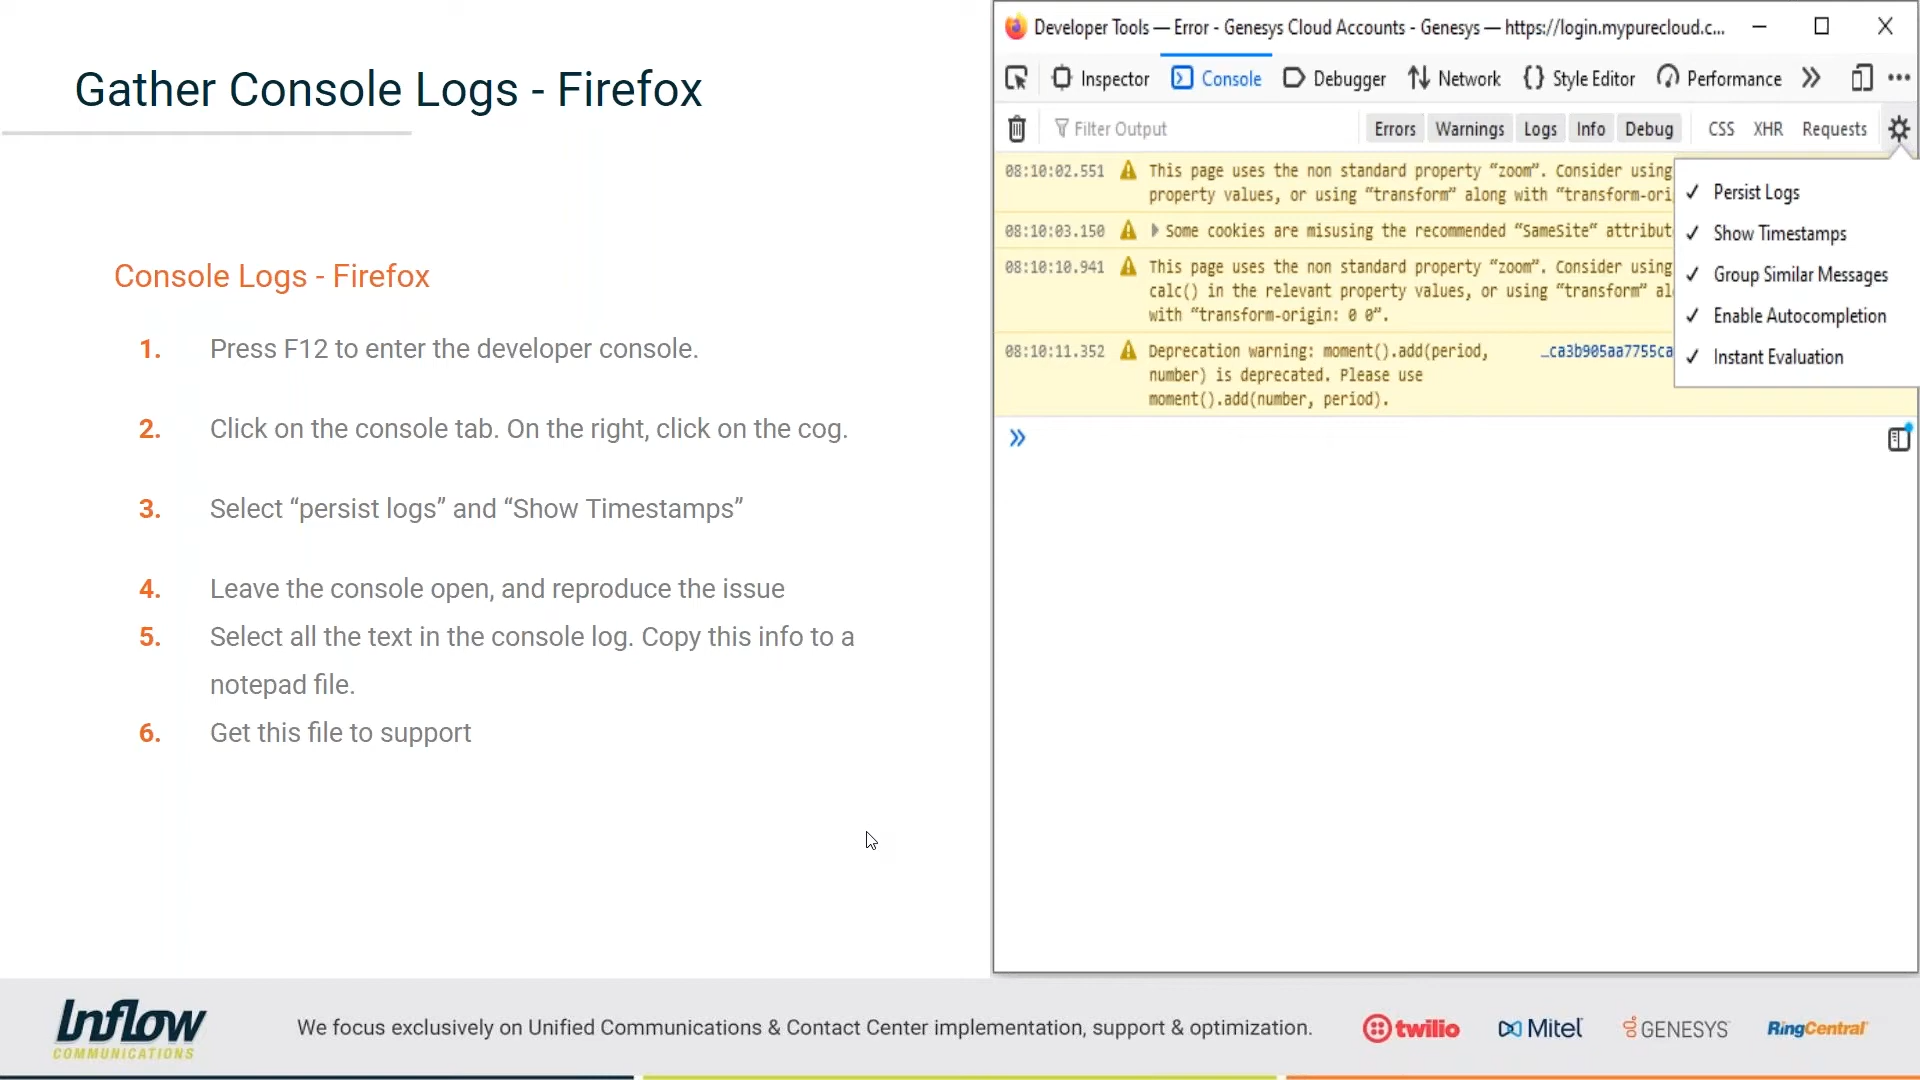 Gather Console Logs - Firefox
Console Logs - Firefox
1. Press F12 to enter the developer console.
2. Click on the console tab. On the right, click on the cog.
3. Select “persist logs” and “Show Timestamps”
4. Leave the console open, and reproduce the issue
5. Select all the text in the console log. Copy this info to a
notepad file.
6. Get this file to support
Developer Tools — Error - Genesys Cloud Accounts - Genesys — https://login.mypurecloud.c...
Inspector Console Debugger Network Style Editor Performance
Filter Output Errors Warnings Logs Info Debug CSS XHR Requests
08:10:02.551 This page uses the non standard property “zoom”. Consider using
property values, or using “transform” along with “transform-ori
08:10:03.150 Some cookies are misusing the recommended “SameSite“ attribut
08:10:10.941 This page uses the non standard property “zoom”. Consider using
calc() in the relevant property values, or using “transform” al
with “transform-origin: 0 0”.
08:10:11.352 Deprecation warning: moment().add(period, …ca3b905aa7755ca
number) is deprecated. Please use
moment().add(number, period).
✓ Persist Logs
✓ Show Timestamps
✓ Group Similar Messages
✓ Enable Autocompletion
✓ Instant Evaluation
Inflow
COMMUNICATIONS
We focus exclusively on Unified Communications & Contact Center implementation, support & optimization.
twilio Mitel GENESYS RingCentral